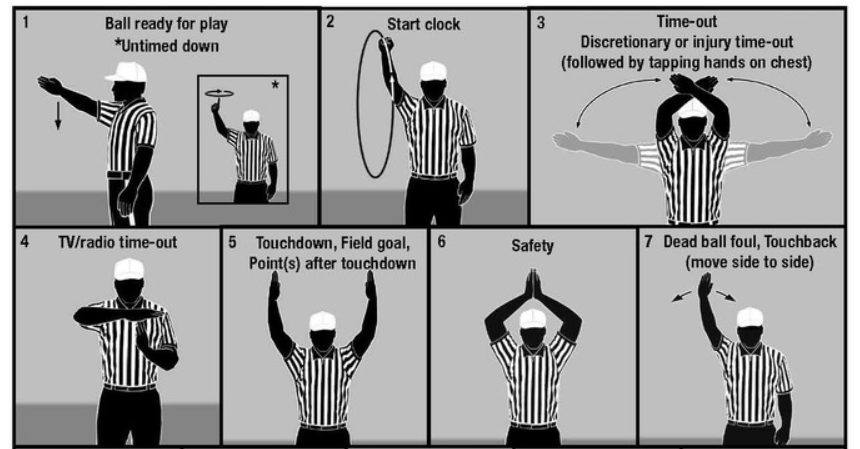 1 Ball ready for play
*Untimed down
*
2 Start clock
3 Time-out
Discretionary or injury time-out
(followed by tapping hands on chest)
4 TV/radio time-out
5 Touchdown, Field goal,
Point(s) after touchdown
6 Safety
7 Dead ball foul, Touchback
(move side to side)